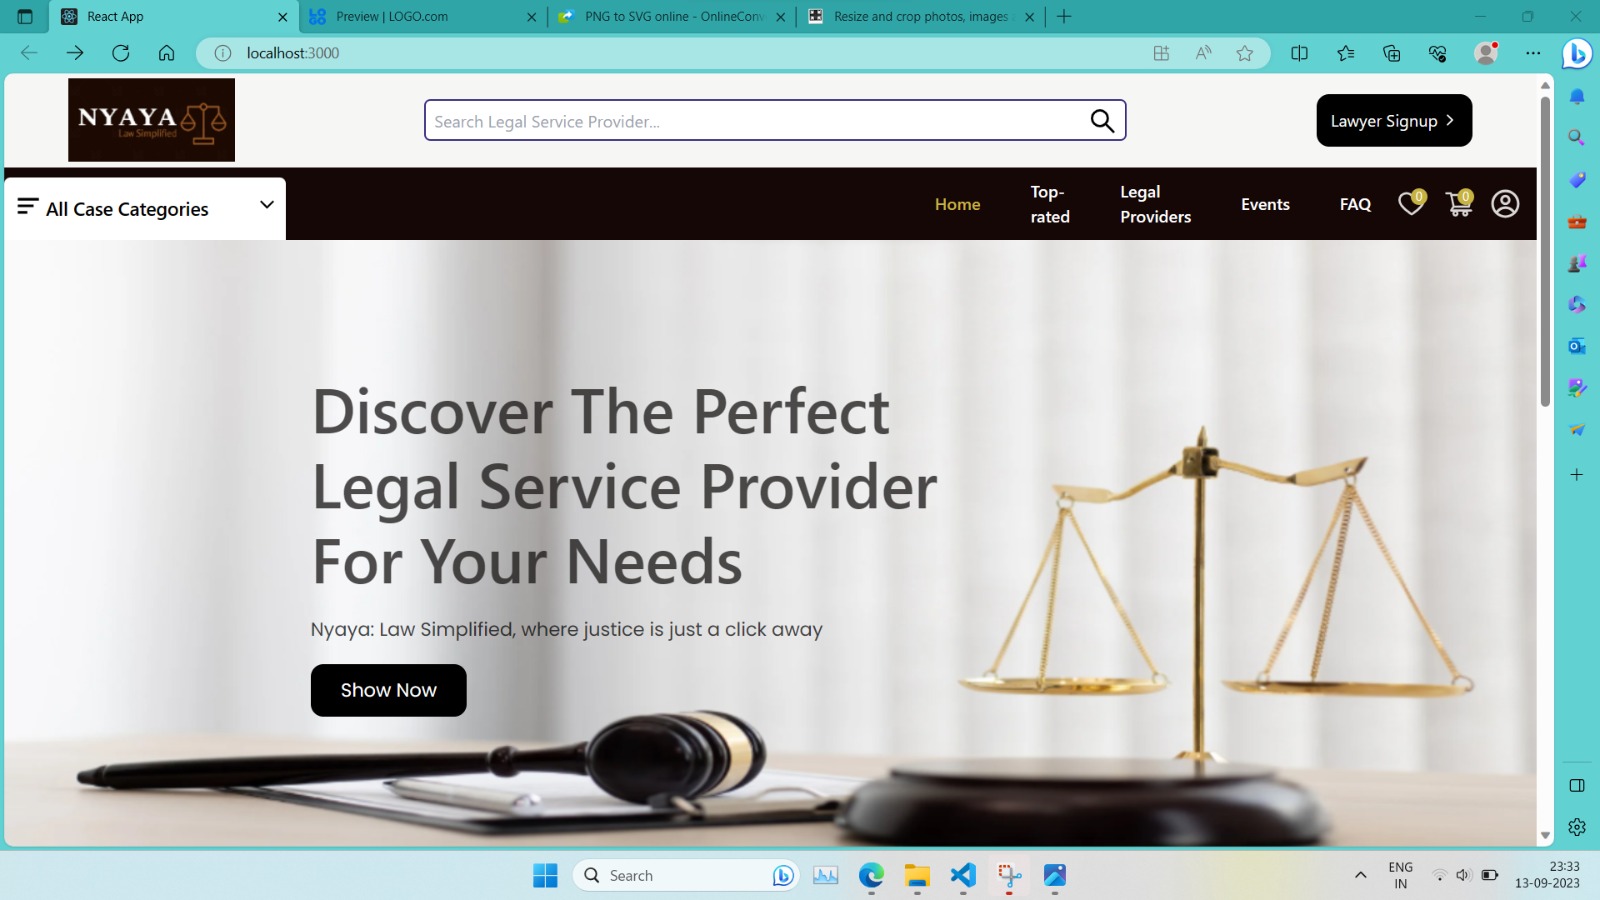 React App
Preview | LOGO.com
PNG to SVG online - OnlineConv
Resize and crop photos, images
localhost:3000
NYAYA
Law Simplified
Search Legal Service Provider...
Lawyer Signup
All Case Categories
Home
Top-
rated
Legal
Providers
Events
FAQ
0
0
Discover The Perfect
Legal Service Provider
For Your Needs
Nyaya: Law Simplified, where justice is just a click away
Show Now
Search
ENG
IN
23:33
13-09-2023